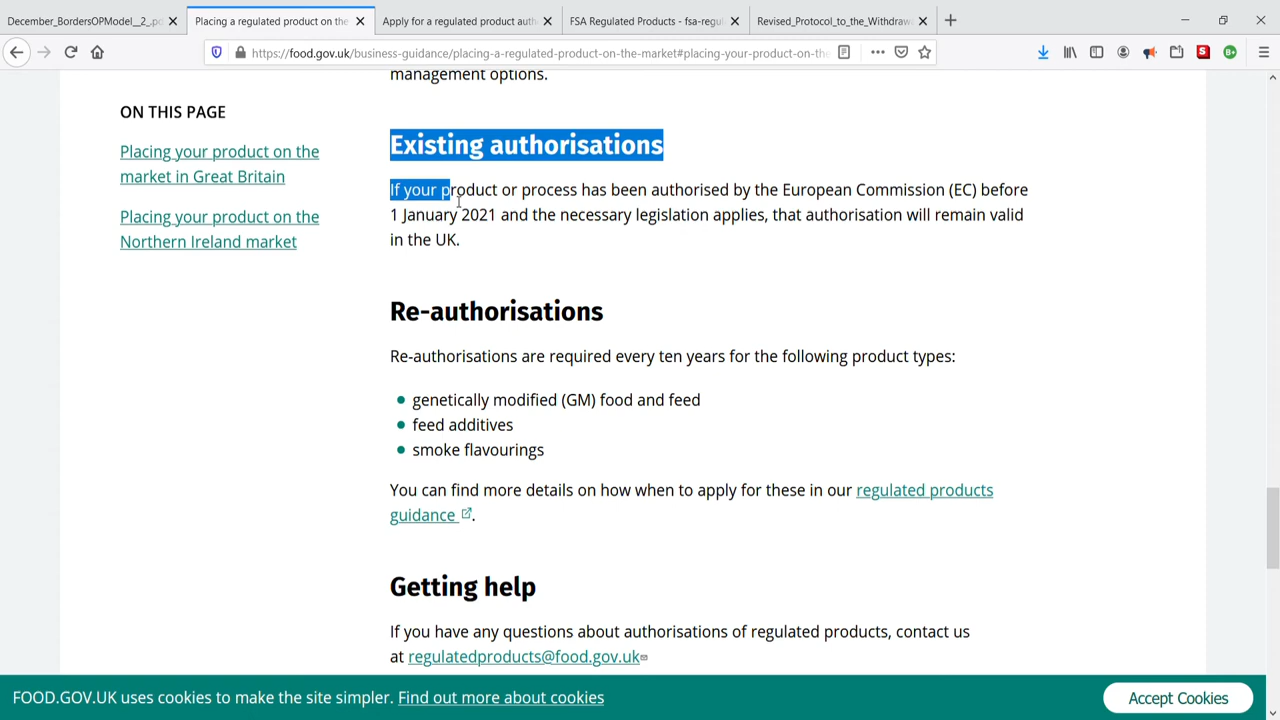 December_BordersOPModel__2_.pd
Placing a regulated product on the
Apply for a regulated product auth
FSA Regulated Products - fsa-regu
Revised_Protocol_to_the_Withdrawa
https://food.gov.uk/business-guidance/placing-a-regulated-product-on-the-market#placing-your-product-on-the
management options.
ON THIS PAGE
Placing your product on the
market in Great Britain
Placing your product on the
Northern Ireland market
Existing authorisations
If your product or process has been authorised by the European Commission (EC) before
1 January 2021 and the necessary legislation applies, that authorisation will remain valid
in the UK.
Re-authorisations
Re-authorisations are required every ten years for the following product types:
genetically modified (GM) food and feed
feed additives
smoke flavourings
You can find more details on how when to apply for these in our regulated products
guidance .
Getting help
If you have any questions about authorisations of regulated products, contact us
at regulatedproducts@food.gov.uk
FOOD.GOV.UK uses cookies to make the site simpler. Find out more about cookies
Accept Cookies